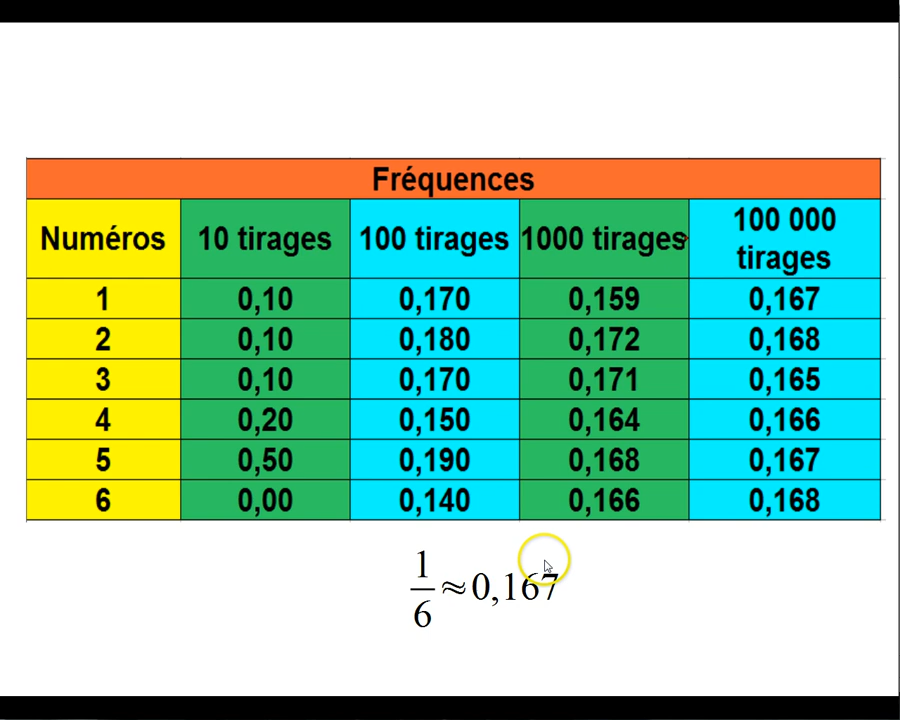 Fréquences
Numéros 10 tirages 100 tirages 1000 tirages 100 000 tirages
1 0,10 0,170 0,159 0,167
2 0,10 0,180 0,172 0,168
3 0,10 0,170 0,171 0,165
4 0,20 0,150 0,164 0,166
5 0,50 0,190 0,168 0,167
6 0,00 0,140 0,166 0,168
1/6 ≈ 0,167